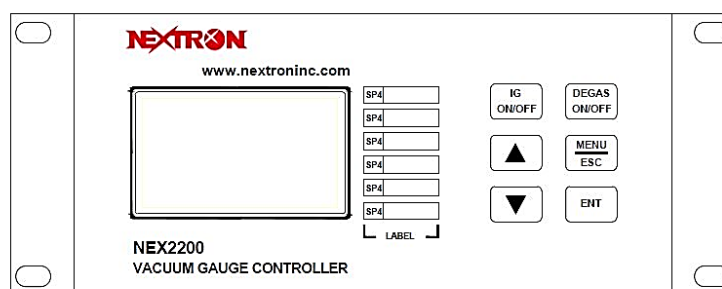 NEXTRON
www.nextroninc.com
SP4
SP4
SP4
SP4
SP4
SP4
LABEL
IG
ON/OFF
DEGAS
ON/OFF
MENU
ESC
ENT
NEX2200
VACUUM GAUGE CONTROLLER